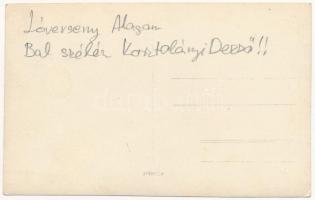 Lóverseny Alagon
Bal szélén Kosztolányi Dezső!!